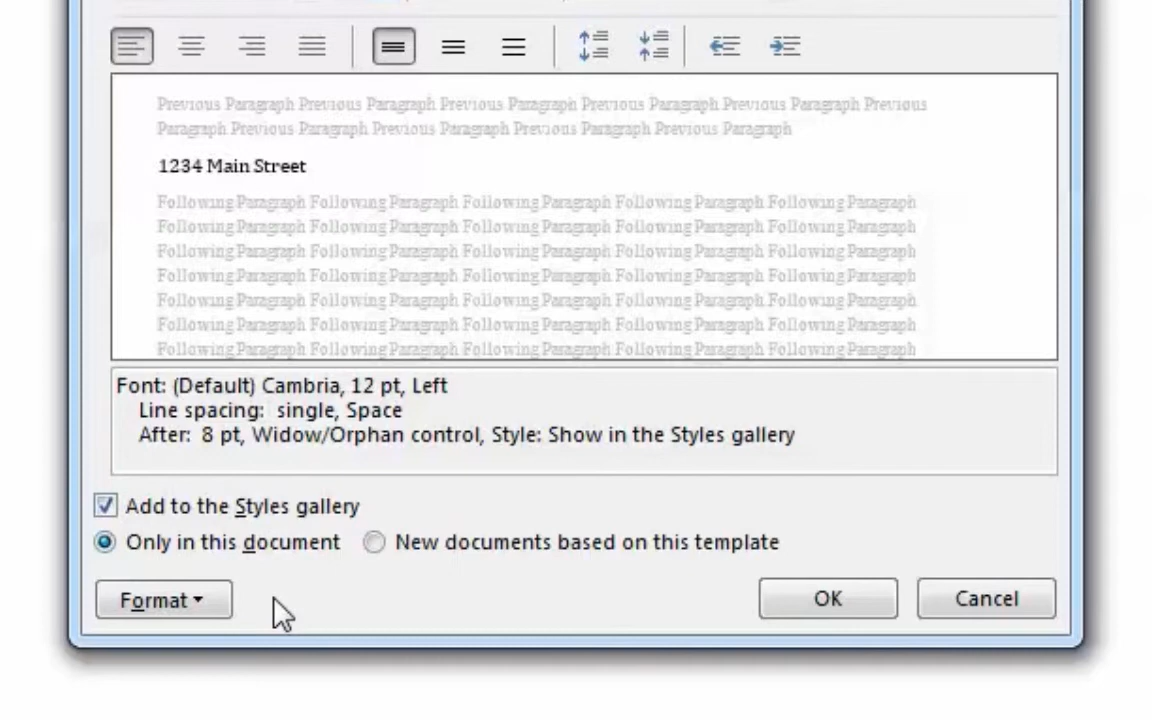 Previous Paragraph Previous Paragraph Previous Paragraph Previous Paragraph Previous Paragraph Previous
Paragraph Previous Paragraph Previous Paragraph Previous Paragraph Previous Paragraph
1234 Main Street
Following Paragraph Following Paragraph Following Paragraph Following Paragraph Following Paragraph
Following Paragraph Following Paragraph Following Paragraph Following Paragraph Following Paragraph
Following Paragraph Following Paragraph Following Paragraph Following Paragraph Following Paragraph
Following Paragraph Following Paragraph Following Paragraph Following Paragraph Following Paragraph
Following Paragraph Following Paragraph Following Paragraph Following Paragraph Following Paragraph
Following Paragraph Following Paragraph Following Paragraph Following Paragraph Following Paragraph
Following Paragraph Following Paragraph Following Paragraph Following Paragraph Following Paragraph
Font: (Default) Cambria, 12 pt, Left
Line spacing: single, Space
After: 8 pt, Widow/Orphan control, Style: Show in the Styles gallery
Add to the Styles gallery
Only in this document New documents based on this template
Format OK Cancel